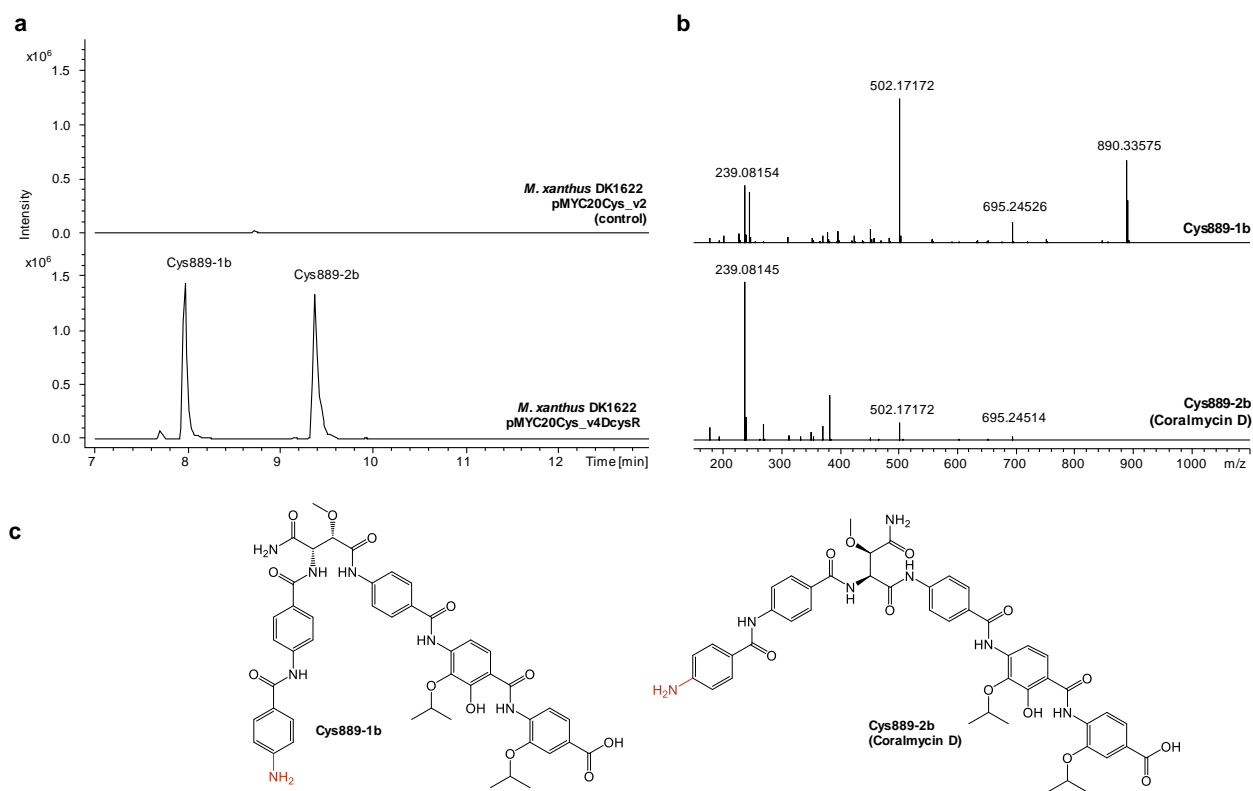 a
x10⁶
1.5
1.0
0.5
0.0
Intensity
M. xanthus DK1622
pMYC20Cys_v2
(control)
x10⁶
1.5
1.0
0.5
0.0
Cys889-1b
Cys889-2b
M. xanthus DK1622
pMYC20Cys_v4DcysR
7 8 9 10 11 12 Time [min]
b
502.17172
890.33575
239.08154
695.24526
Cys889-1b
239.08145
502.17172
695.24514
Cys889-2b
(Coralmycin D)
200 300 400 500 600 700 800 900 1000 m/z
c
O
O
O
H₂N
NH
HN
O
O
O
HN
NH
O
O
O
OH
HN
O
OH
O
NH₂
Cys889-1b
NH₂
O
O
O
H
N
N
H
O
O
NH
HN
O
H₂N
O
O
OH
HN
O
OH
O
Cys889-2b
(Coralmycin D)